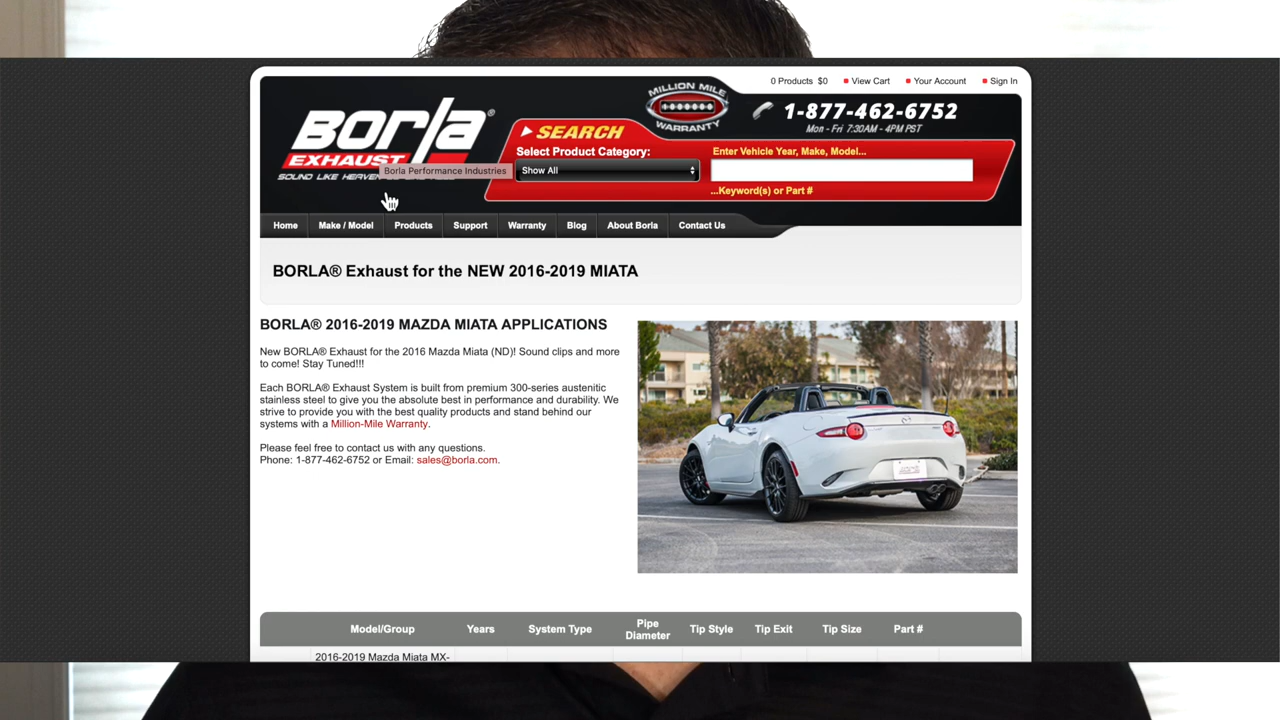 0 Products $0 View Cart Your Account Sign In
MILLION MILE
WARRANTY
1-877-462-6752
Mon - Fri 7:30AM - 4PM PST
BORLA®
EXHAUST
SOUND LIKE
Borla Performance Industries
SEARCH
Select Product Category:
Show All
Enter Vehicle Year, Make, Model...
...Keyword(s) or Part #
Home Make / Model Products Support Warranty Blog About Borla Contact Us
BORLA® Exhaust for the NEW 2016-2019 MIATA
BORLA® 2016-2019 MAZDA MIATA APPLICATIONS
New BORLA® Exhaust for the 2016 Mazda Miata (ND)! Sound clips and more
to come! Stay Tuned!!!
Each BORLA® Exhaust System is built from premium 300-series austenitic
stainless steel to give you the absolute best in performance and durability. We
strive to provide you with the best quality products and stand behind our
systems with a Million-Mile Warranty.
Please feel free to contact us with any questions.
Phone: 1-877-462-6752 or Email: sales@borla.com.
Model/Group Years System Type Pipe Diameter Tip Style Tip Exit Tip Size Part #
2016-2019 Mazda Miata MX-